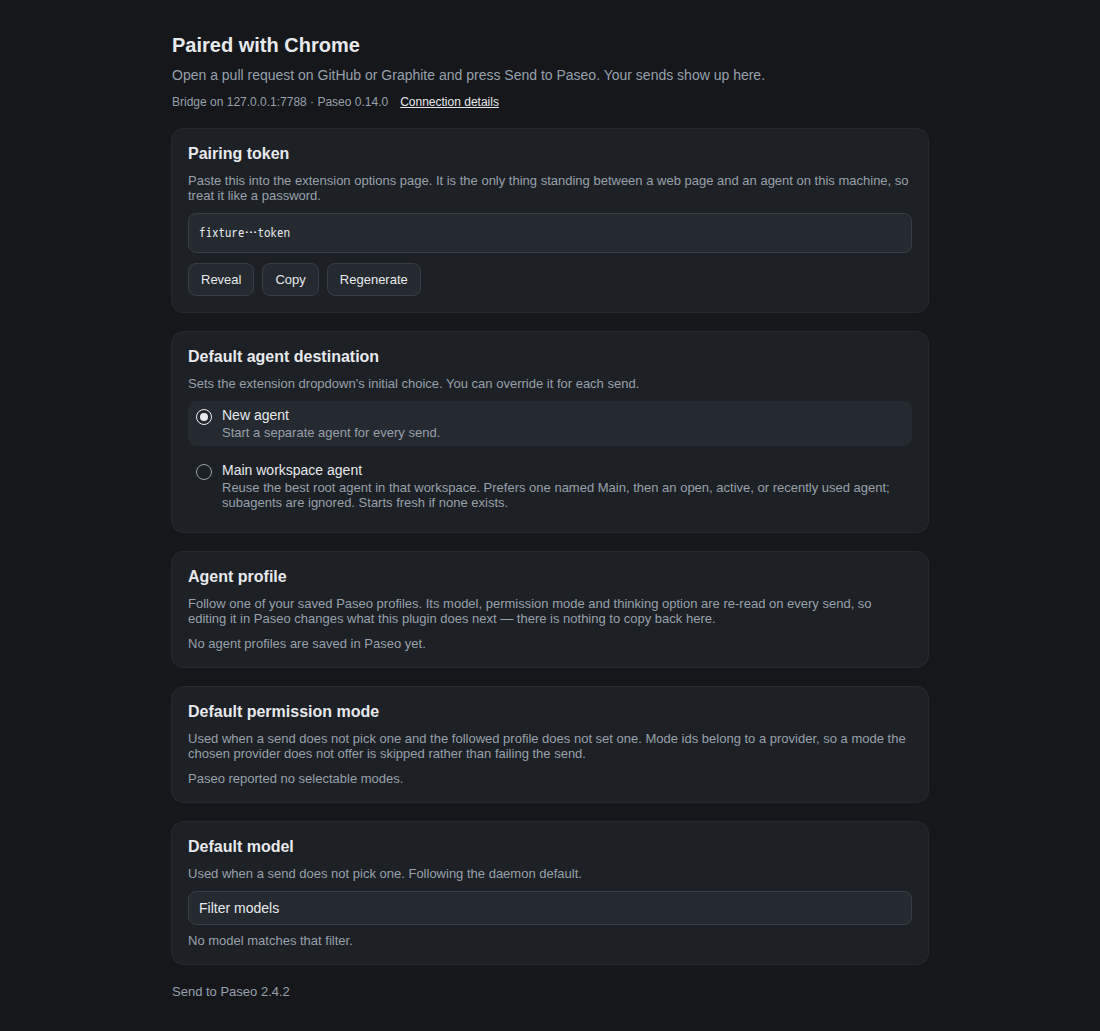 Paired with Chrome
Open a pull request on GitHub or Graphite and press Send to Paseo. Your sends show up here.
Bridge on 127.0.0.1:7788 · Paseo 0.14.0 Connection details
Pairing token
Paste this into the extension options page. It is the only thing standing between a web page and an agent on this machine, so
treat it like a password.
fixture⋯token
Reveal Copy Regenerate
Default agent destination
Sets the extension dropdown's initial choice. You can override it for each send.
New agent
Start a separate agent for every send.
Main workspace agent
Reuse the best root agent in that workspace. Prefers one named Main, then an open, active, or recently used agent;
subagents are ignored. Starts fresh if none exists.
Agent profile
Follow one of your saved Paseo profiles. Its model, permission mode and thinking option are re-read on every send, so
editing it in Paseo changes what this plugin does next — there is nothing to copy back here.
No agent profiles are saved in Paseo yet.
Default permission mode
Used when a send does not pick one and the followed profile does not set one. Mode ids belong to a provider, so a mode the
chosen provider does not offer is skipped rather than failing the send.
Paseo reported no selectable modes.
Default model
Used when a send does not pick one. Following the daemon default.
Filter models
No model matches that filter.
Send to Paseo 2.4.2